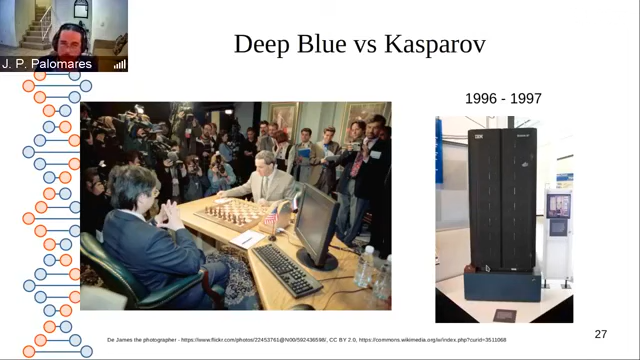 J. P. Palomares
Deep Blue vs Kasparov
1996 - 1997
IBM
De James the photographer - https://www.flickr.com/photos/22453761@N00/592436598/, CC BY 2.0, https://commons.wikimedia.org/w/index.php?curid=3511068
27